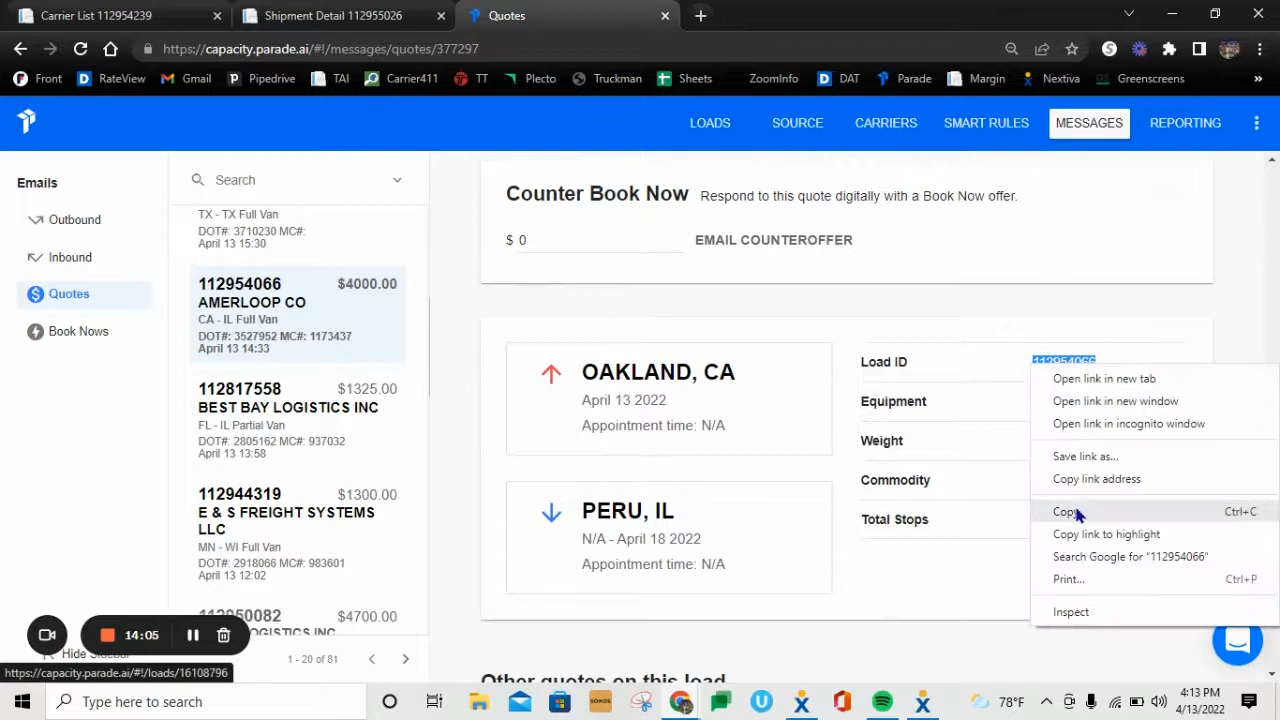 Carrier List 112954239
Shipment Detail 112955026
Quotes
https://capacity.parade.ai/#!/messages/quotes/377297
Front
RateView
Gmail
Pipedrive
TAI
Carrier411
TT
Plecto
Truckman
Sheets
ZoomInfo
DAT
Parade
Margin
Nextiva
Greenscreens
»
LOADS
SOURCE
CARRIERS
SMART RULES
MESSAGES
REPORTING
Emails
Outbound
Inbound
Quotes
Book Nows
Hide Sidebar
Search
TX - TX Full Van
DOT#: 3710230 MC#:
April 13 15:30
112954066 $4000.00
AMERLOOP CO
CA - IL Full Van
DOT#: 3527952 MC#: 1173437
April 13 14:33
112817558 $1325.00
BEST BAY LOGISTICS INC
FL - IL Partial Van
DOT#: 2805162 MC#: 937032
April 13 13:58
112944319 $1300.00
E & S FREIGHT SYSTEMS
LLC
MN - WI Full Van
DOT#: 2918066 MC#: 983601
April 13 12:02
112950082 $4700.00
LOGISTICS INC
1 - 20 of 81
Counter Book Now Respond to this quote digitally with a Book Now offer.
$ 0 EMAIL COUNTEROFFER
OAKLAND, CA
April 13 2022
Appointment time: N/A
PERU, IL
N/A - April 18 2022
Appointment time: N/A
Load ID 112954066
Equipment
Weight
Commodity
Total Stops
Other quotes on this load
Open link in new tab
Open link in new window
Open link in incognito window
Save link as...
Copy link address
Copy Ctrl+C
Copy link to highlight
Search Google for "112954066"
Print... Ctrl+P
Inspect
14:05
https://capacity.parade.ai/#!/loads/16108796
Type here to search
SONOS
78°F
4:13 PM
4/13/2022